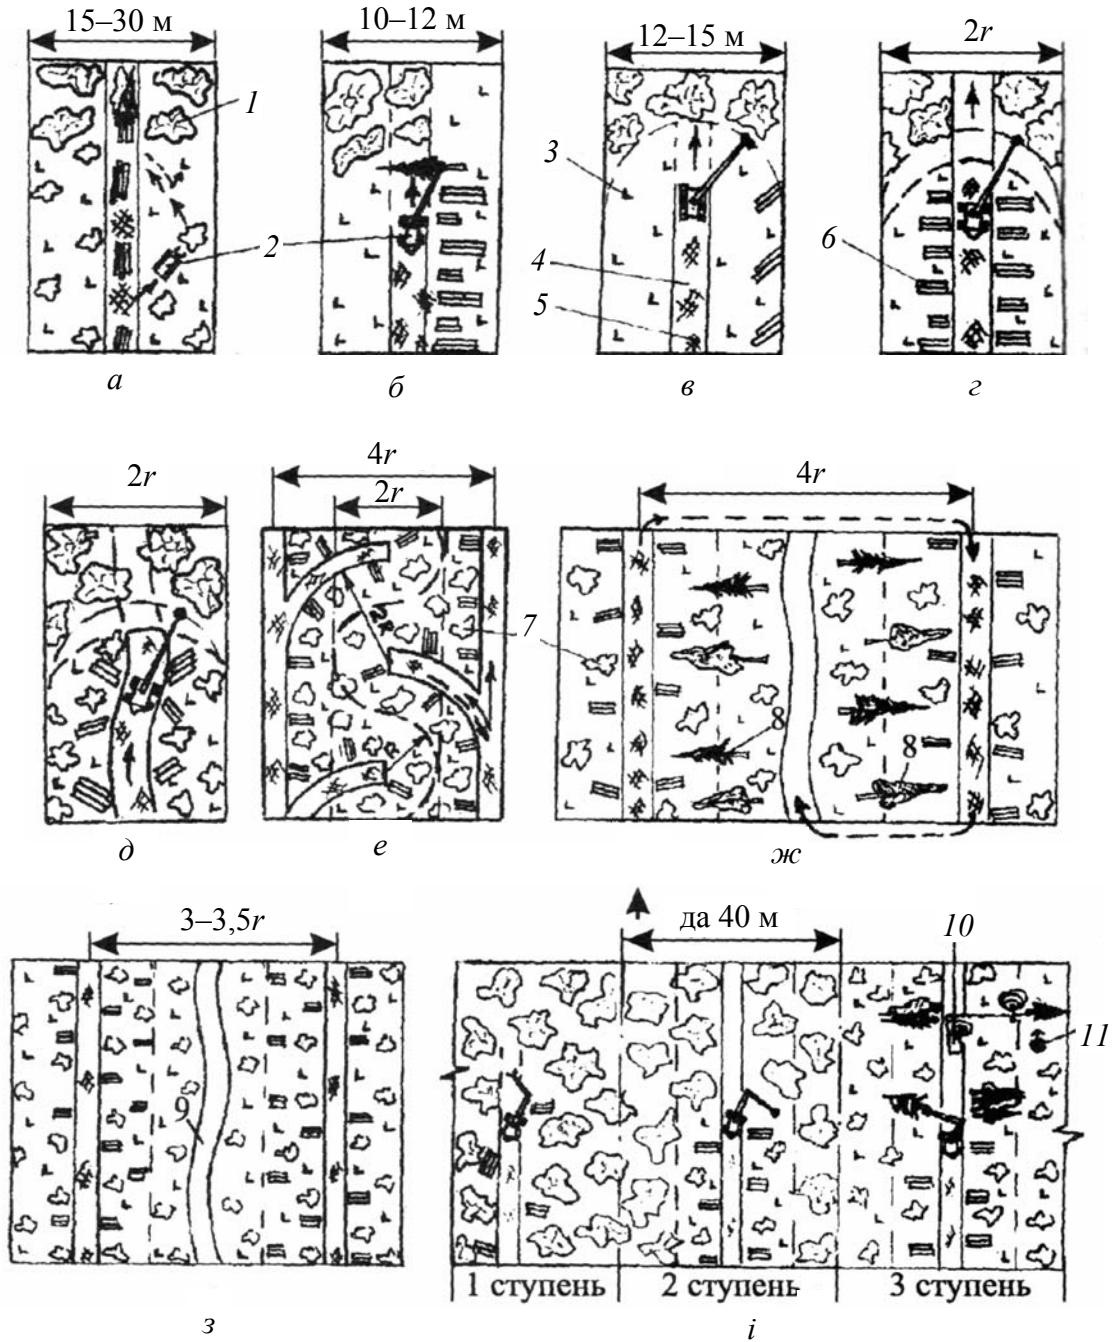 15–30 м
10–12 м
12–15 м
2r
1
2
3
4
5
6
а
б
в
г
2r
4r
2r
4r
7
8
8
д
е
ж
3–3,5r
да 40 м
10
9
11
1 ступень
2 ступень
3 ступень
з
і